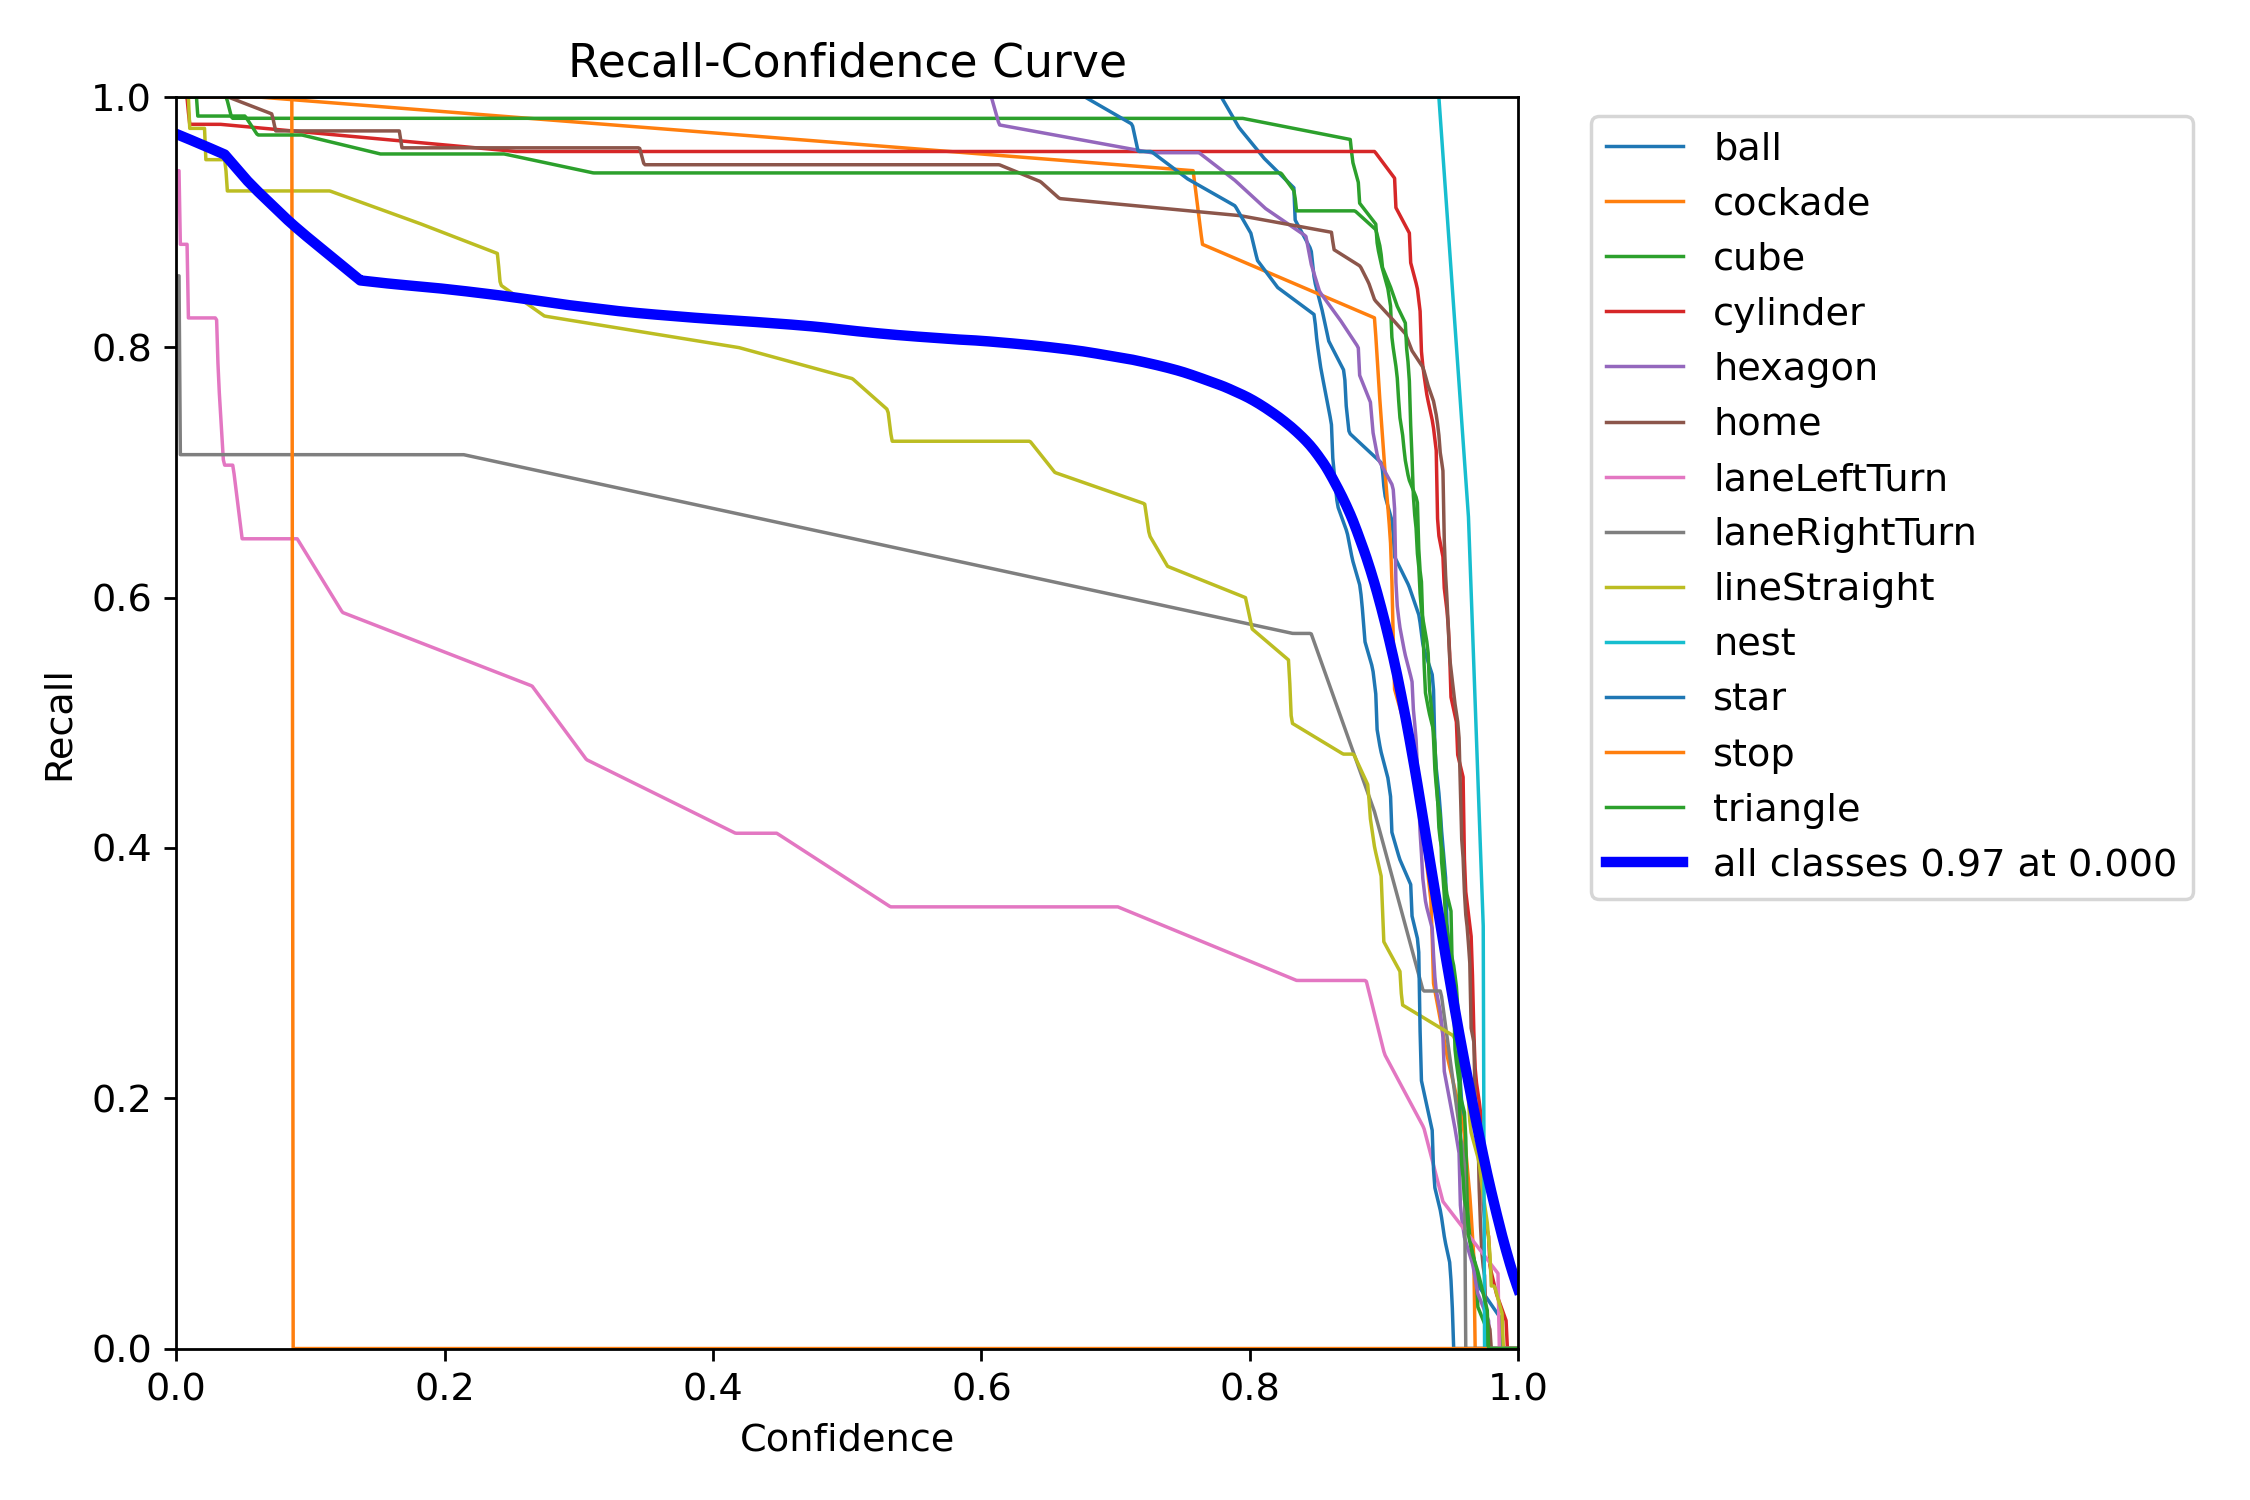 Recall-Confidence Curve
1.0
0.8
0.6
0.4
0.2
0.0
Recall
0.0 0.2 0.4 0.6 0.8 1.0
Confidence
ball
cockade
cube
cylinder
hexagon
home
laneLeftTurn
laneRightTurn
lineStraight
nest
star
stop
triangle
all classes 0.97 at 0.000